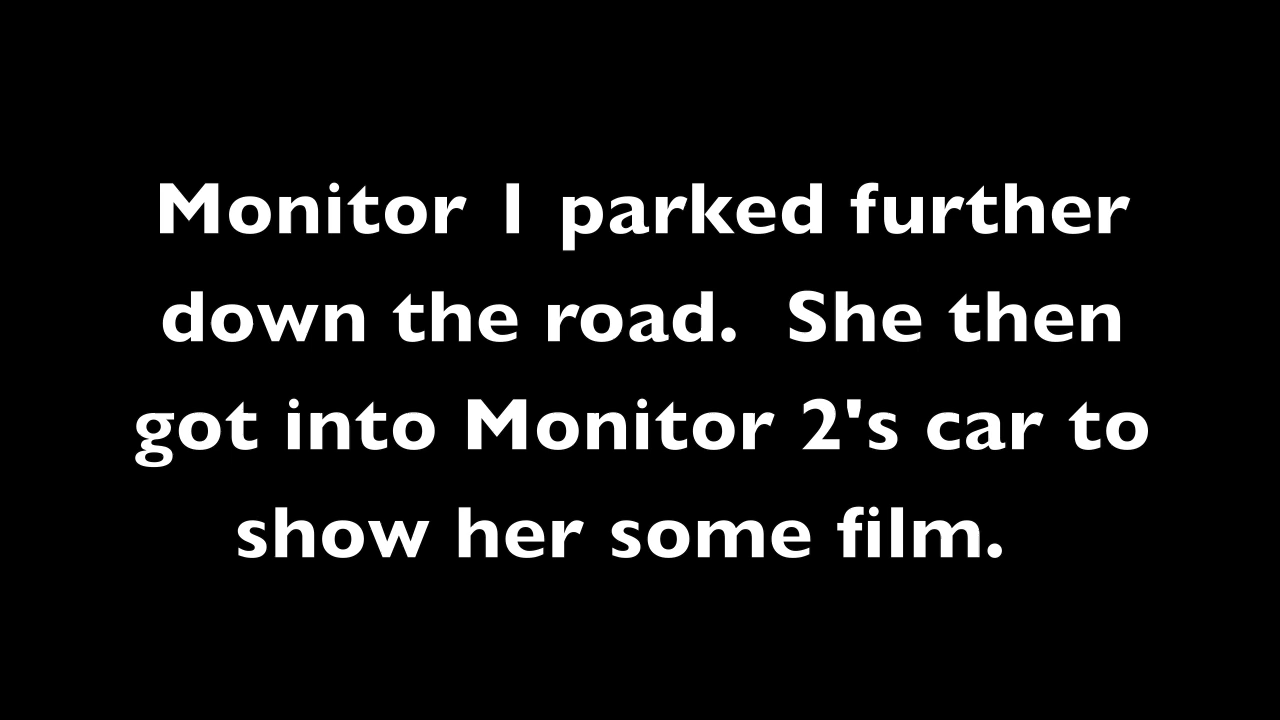 Monitor 1 parked further
down the road.  She then
got into Monitor 2's car to
show her some film.